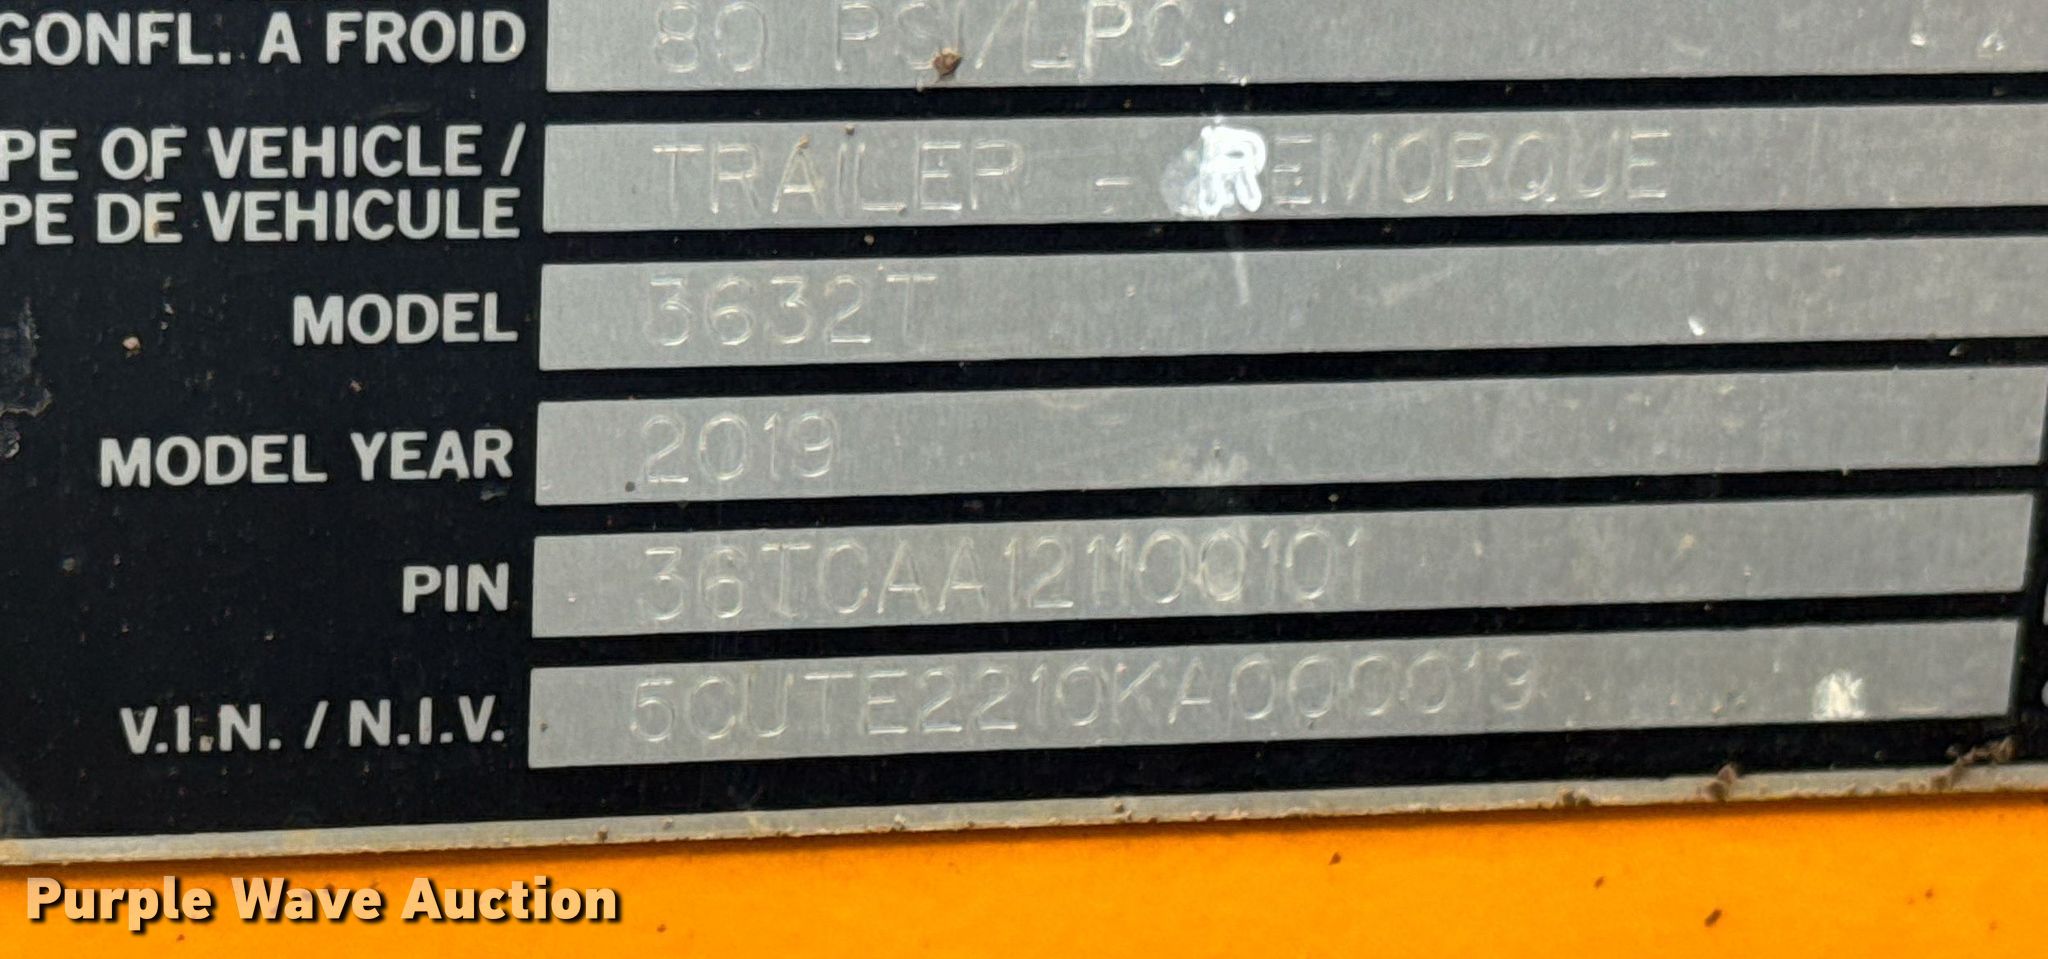 GONFL. A FROID 80 PSI/LPC
PE OF VEHICLE /
PE DE VEHICULE TRAILER - REMORQUE
MODEL 3632T
MODEL YEAR 2019
PIN 36TCAA121100101
V.I.N. / N.I.V. 5CUTE2210KA000019
Purple Wave Auction